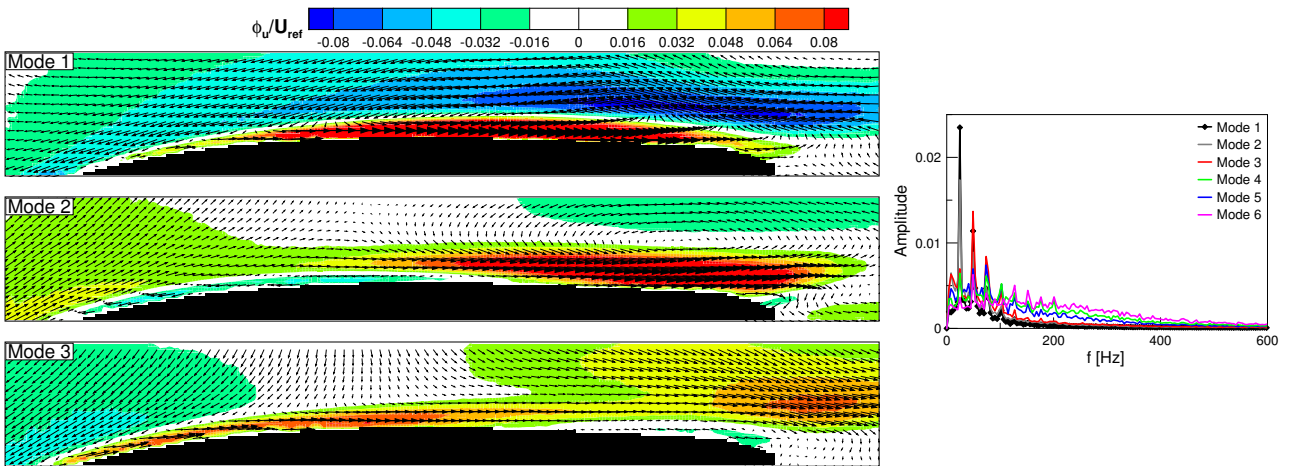 ϕu/Uref
-0.08 -0.064 -0.048 -0.032 -0.016 0 0.016 0.032 0.048 0.064 0.08
Mode 1
Mode 2
Mode 3
Mode 1
Mode 2
Mode 3
Mode 4
Mode 5
Mode 6
Amplitude
0.02
0.01
0
0 200 400 600
f [Hz]